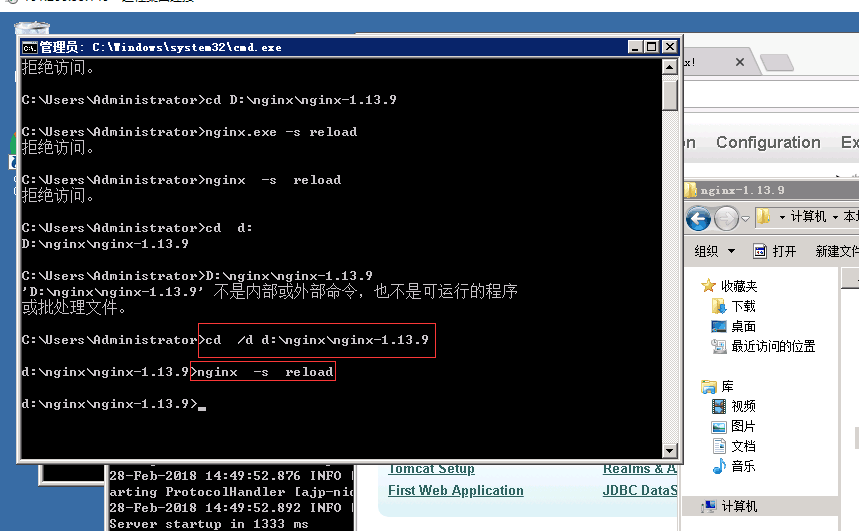 管理员: C:\Windows\system32\cmd.exe
拒绝访问。
C:\Users\Administrator>cd D:\nginx\nginx-1.13.9
C:\Users\Administrator>nginx.exe -s reload
拒绝访问。
C:\Users\Administrator>nginx  -s  reload
拒绝访问。
C:\Users\Administrator>cd  d:
D:\nginx\nginx-1.13.9
C:\Users\Administrator>D:\nginx\nginx-1.13.9
'D:\nginx\nginx-1.13.9' 不是内部或外部命令，也不是可运行的程序
或批处理文件。
C:\Users\Administrator>cd  /d d:\nginx\nginx-1.13.9
d:\nginx\nginx-1.13.9>nginx  -s  reload
d:\nginx\nginx-1.13.9>
x!
Configuration
nginx-1.13.9
计算机
组织
打开
收藏夹
下载
桌面
最近访问的位置
库
视频
图片
文档
音乐
计算机
28-Feb-2018 14:49:52.876 INFO
arting ProtocolHandler [ajp-nio
28-Feb-2018 14:49:52.892 INFO
Server startup in 1333 ms
Tomcat Setup
First Web Application
Realms & A
JDBC DataS